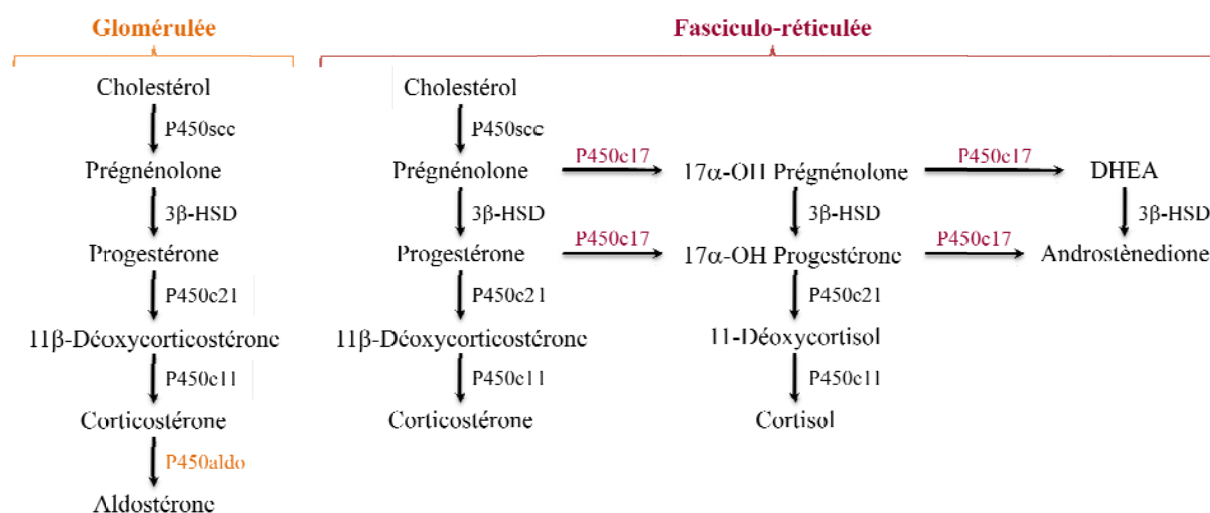 Glomérulée
Fasciculo-réticulée
Cholestérol
Cholestérol
P450scc
P450scc
Prégnénolone
Prégnénolone
P450c17
17α-OH Prégnénolone
P450c17
DHEA
3β-HSD
3β-HSD
3β-HSD
3β-HSD
Progestérone
Progestérone
P450c17
17α-OH Progestérone
P450c17
Androstènedione
P450c21
P450c21
P450c21
11β-Déoxycorticostérone
11β-Déoxycorticostérone
11-Déoxycortisol
P450c11
P450c11
P450c11
Corticostérone
Corticostérone
Cortisol
P450aldo
Aldostérone